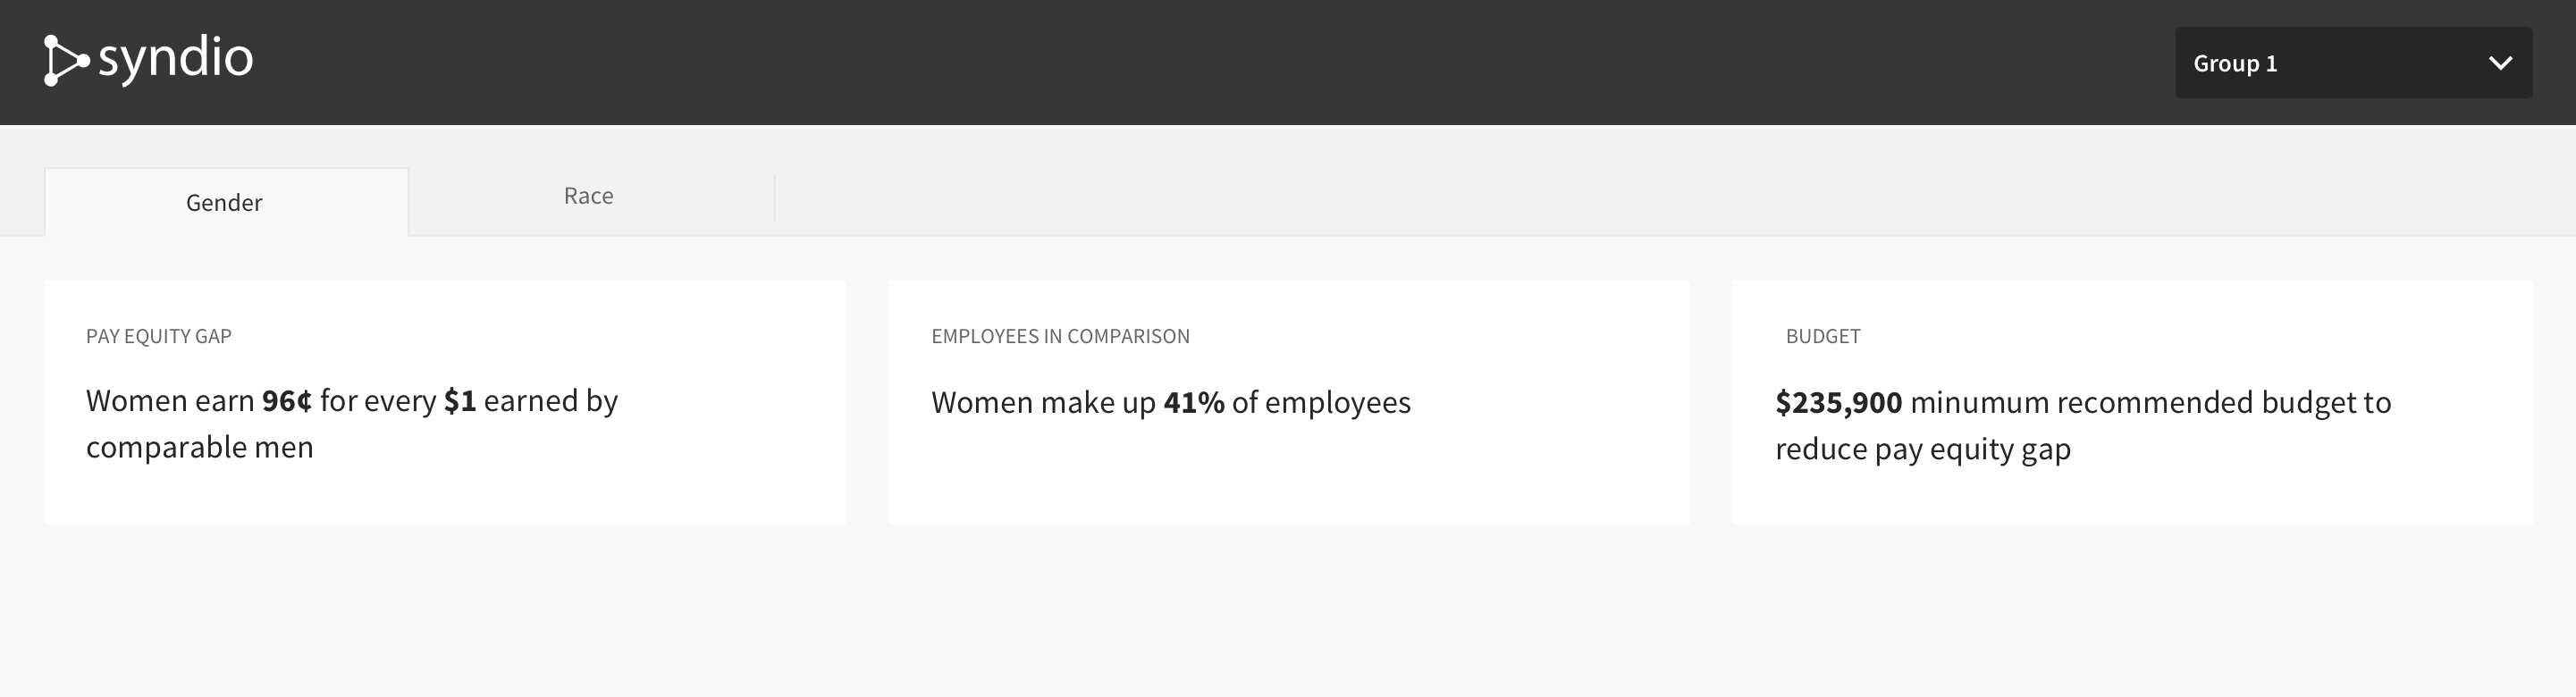 syndio
Group 1
Gender
Race
PAY EQUITY GAP
Women earn 96¢ for every $1 earned by
comparable men
EMPLOYEES IN COMPARISON
Women make up 41% of employees
BUDGET
$235,900 minumum recommended budget to
reduce pay equity gap